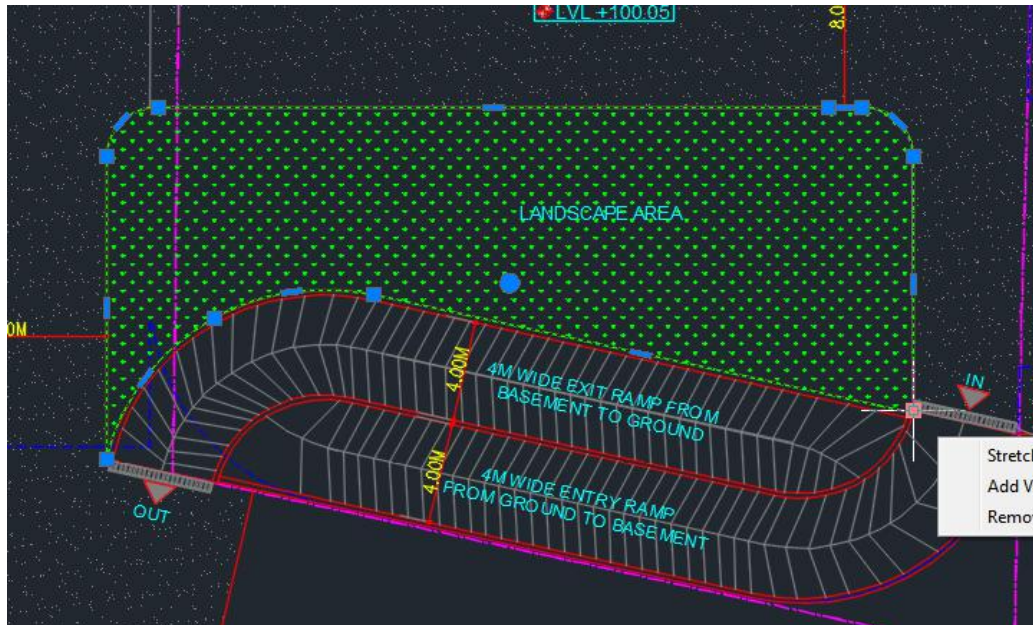 LVL +100.05
8.0
LANDSCAPE AREA
0M
4.00M
4M WIDE EXIT RAMP FROM
BASEMENT TO GROUND
IN
4.00M
4M WIDE ENTRY RAMP
FROM GROUND TO BASEMENT
OUT
Stretch
Add V
Remov